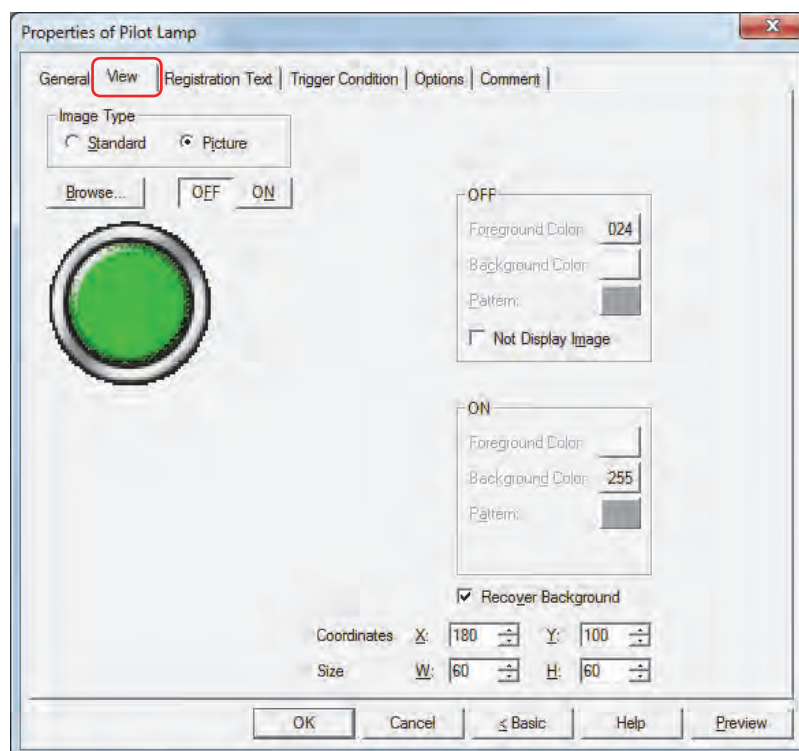 Properties of Pilot Lamp
X
General View Registration Text Trigger Condition Options Comment
Image Type
Standard Picture
Browse... OFF ON
OFF
Foreground Color: 024
Background Color:
Pattern:
Not Display Image
ON
Foreground Color:
Background Color: 255
Pattern:
Recover Background
Coordinates X: 180 Y: 100
Size W: 60 H: 60
OK Cancel < Basic Help Preview